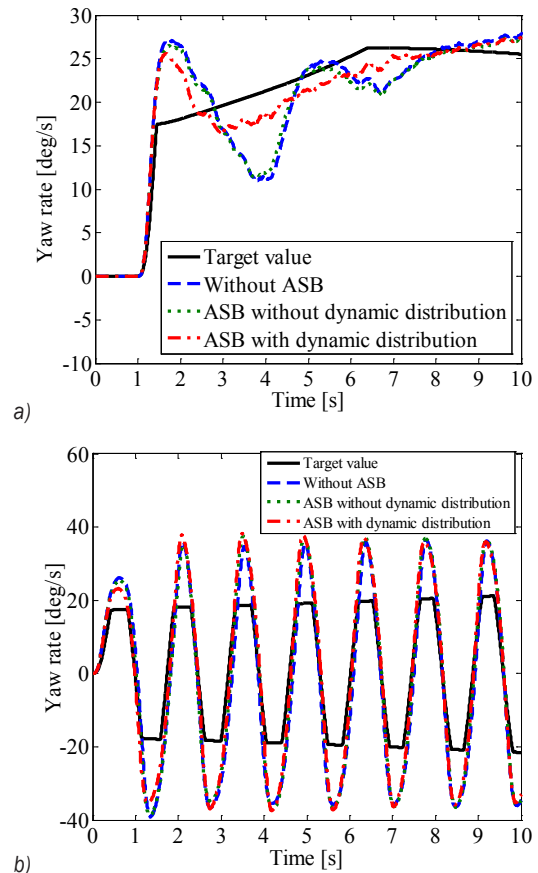 30
25
20
15
10
5
0
-5
-10
Yaw rate [deg/s]
Target value
Without ASB
ASB without dynamic distribution
ASB with dynamic distribution
0 1 2 3 4 5 6 7 8 9 10
Time [s]
a)
60
40
20
0
-20
-40
Yaw rate [deg/s]
Target value
Without ASB
ASB without dynamic distribution
ASB with dynamic distribution
0 1 2 3 4 5 6 7 8 9 10
Time [s]
b)